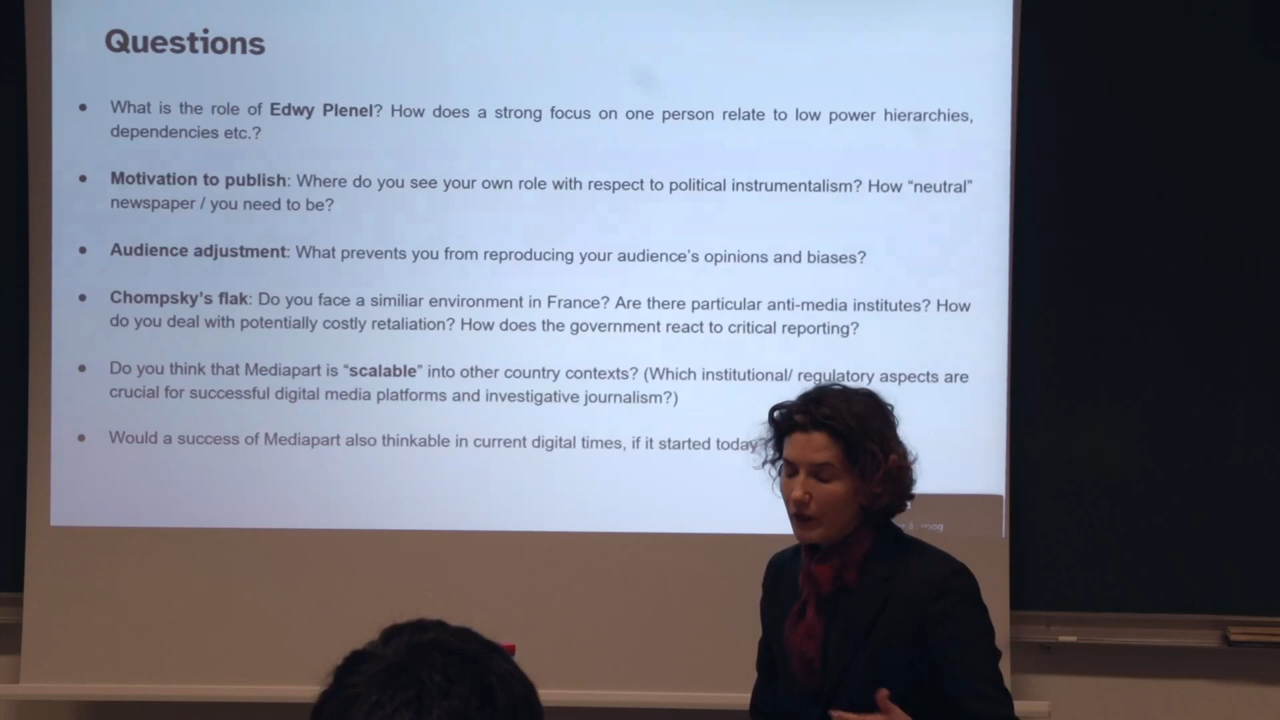 Questions
• What is the role of Edwy Plenel? How does a strong focus on one person relate to low power hierarchies,
dependencies etc.?
• Motivation to publish: Where do you see your own role with respect to political instrumentalism? How “neutral”
newspaper / you need to be?
• Audience adjustment: What prevents you from reproducing your audience’s opinions and biases?
• Chompsky’s flak: Do you face a similiar environment in France? Are there particular anti-media institutes? How
do you deal with potentially costly retaliation? How does the government react to critical reporting?
• Do you think that Mediapart is “scalable” into other country contexts? (Which institutional/ regulatory aspects are
crucial for successful digital media platforms and investigative journalism?)
• Would a success of Mediapart also thinkable in current digital times, if it started today